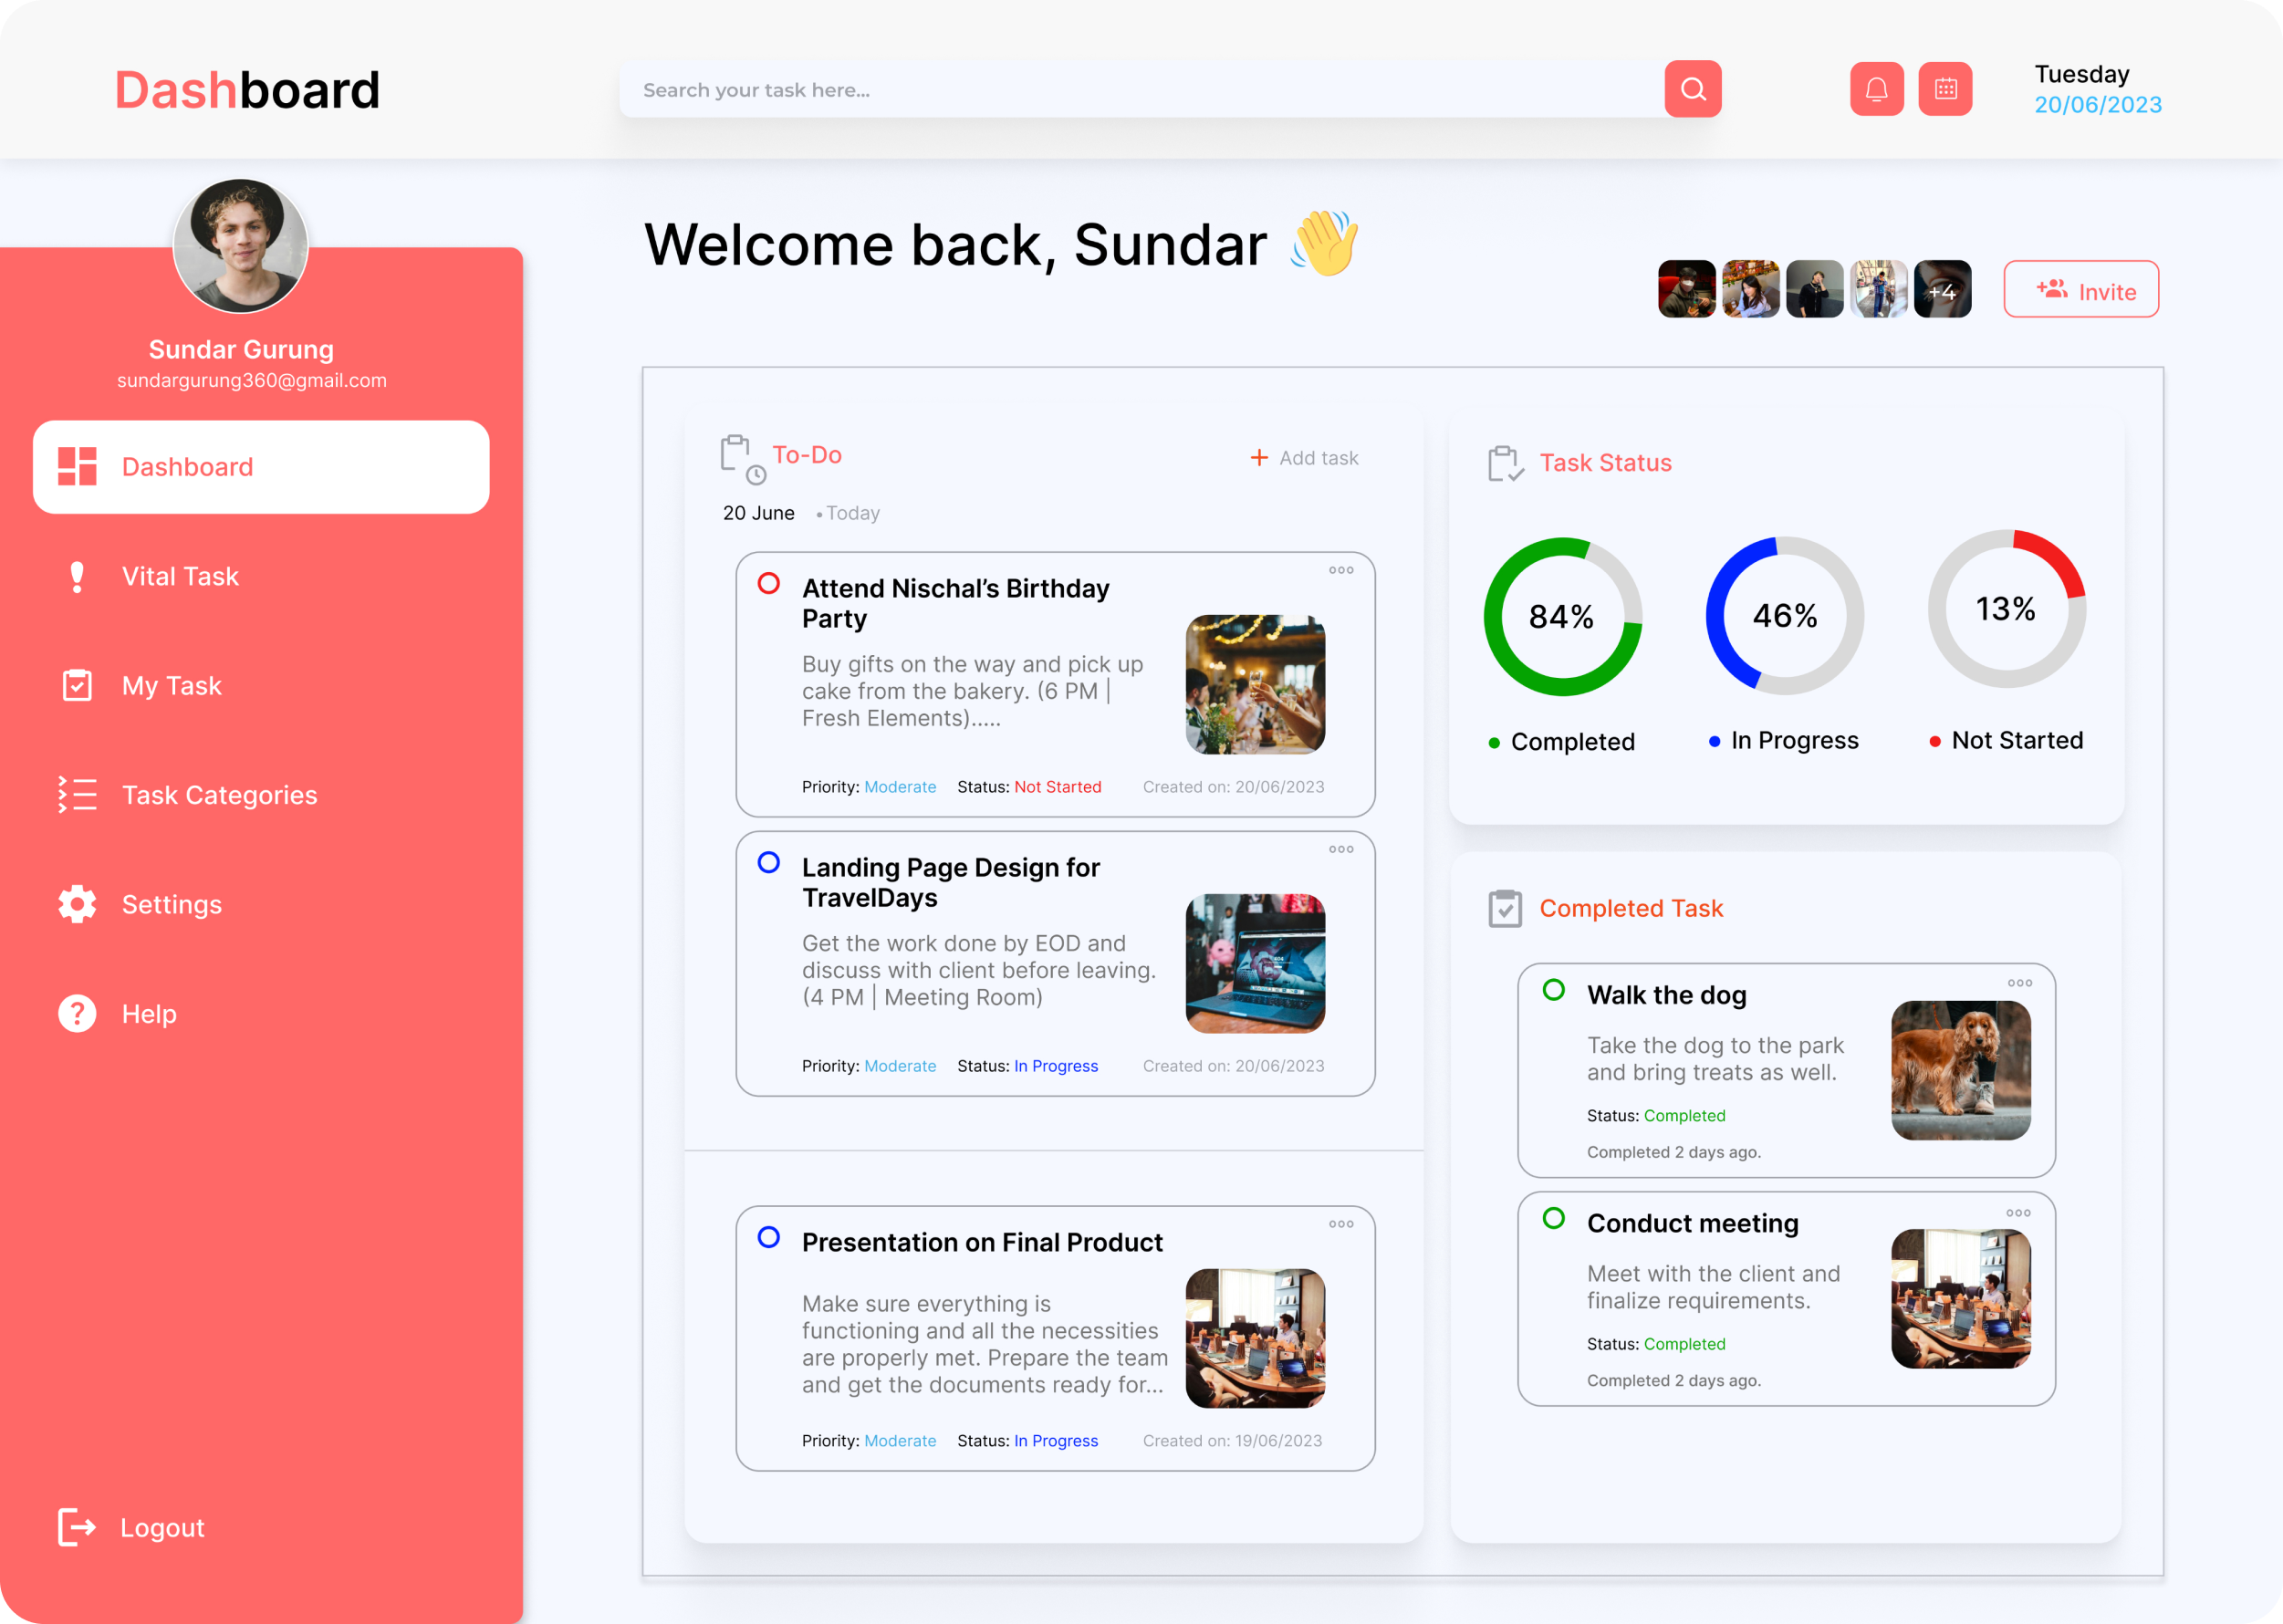 Dashboard
Search your task here...
Tuesday
20/06/2023
Sundar Gurung
sundargurung360@gmail.com
Dashboard
Vital Task
My Task
Task Categories
Settings
Help
Logout
Welcome back, Sundar 👋
+4
Invite
To-Do
+ Add task
20 June • Today
Attend Nischal’s Birthday
Party
Buy gifts on the way and pick up
cake from the bakery. (6 PM |
Fresh Elements).....
Priority: Moderate Status: Not Started Created on: 20/06/2023
Landing Page Design for
TravelDays
Get the work done by EOD and
discuss with client before leaving.
(4 PM | Meeting Room)
Priority: Moderate Status: In Progress Created on: 20/06/2023
Presentation on Final Product
Make sure everything is
functioning and all the necessities
are properly met. Prepare the team
and get the documents ready for...
Priority: Moderate Status: In Progress Created on: 19/06/2023
Task Status
84% 46% 13%
• Completed • In Progress • Not Started
Completed Task
Walk the dog
Take the dog to the park
and bring treats as well.
Status: Completed
Completed 2 days ago.
Conduct meeting
Meet with the client and
finalize requirements.
Status: Completed
Completed 2 days ago.